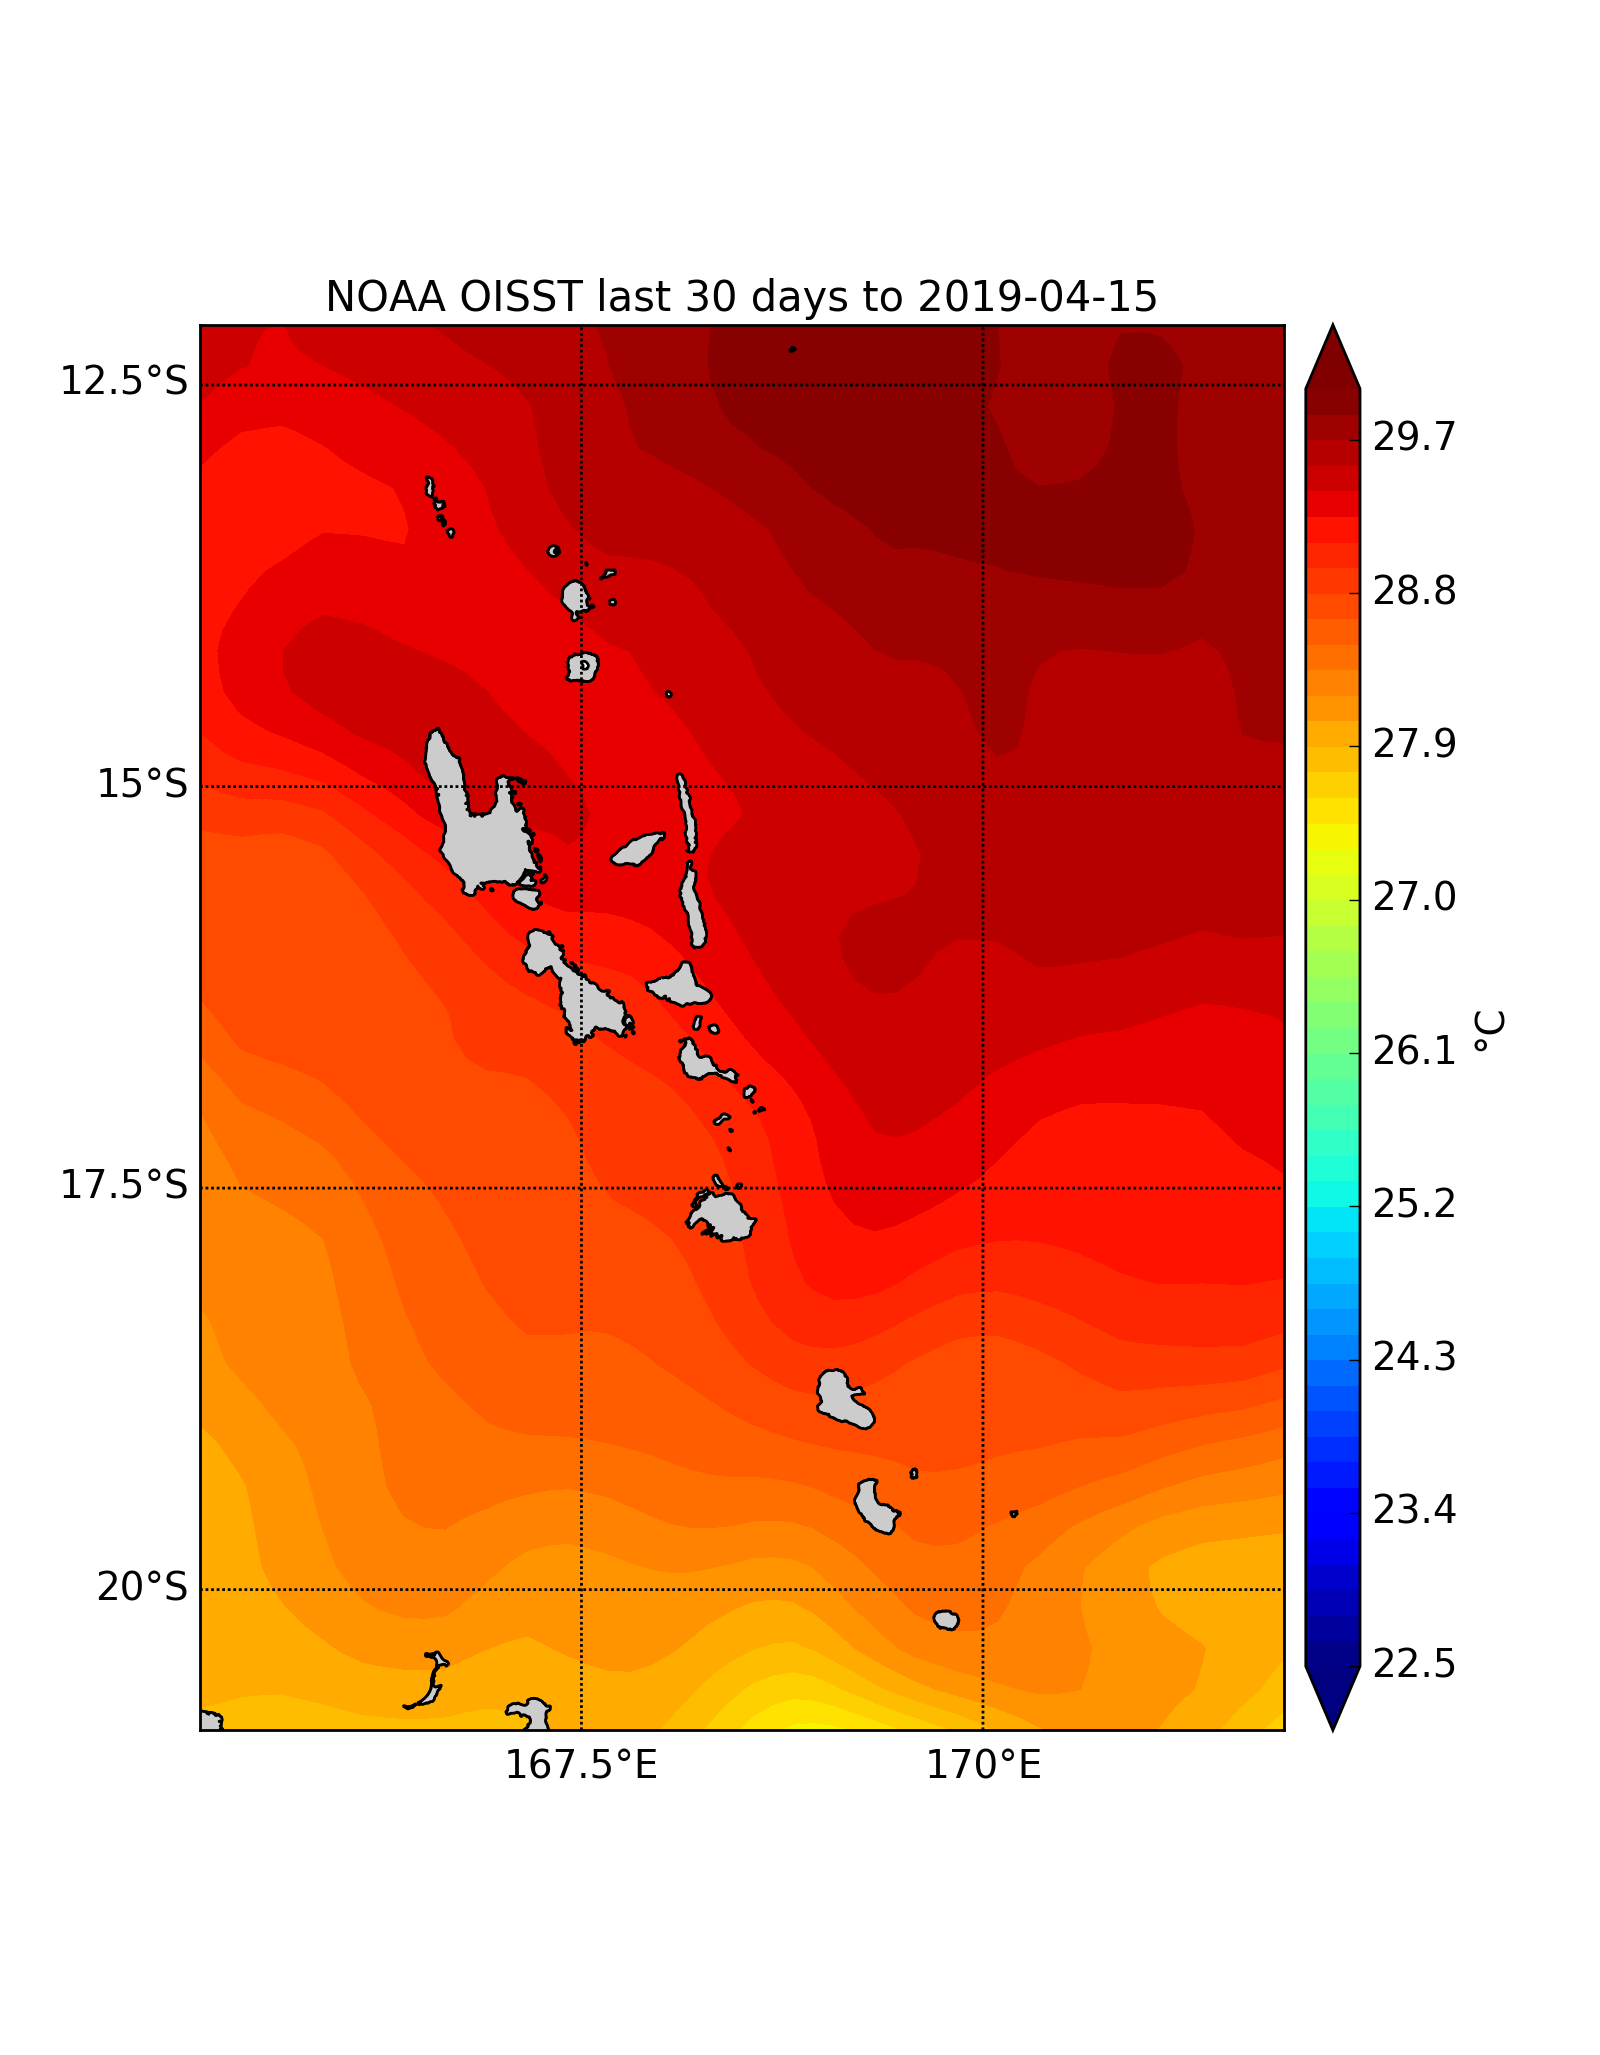 NOAA OISST last 30 days to 2019-04-15
12.5°S
15°S
17.5°S
20°S
167.5°E
170°E
29.7
28.8
27.9
27.0
26.1
25.2
24.3
23.4
22.5
°C